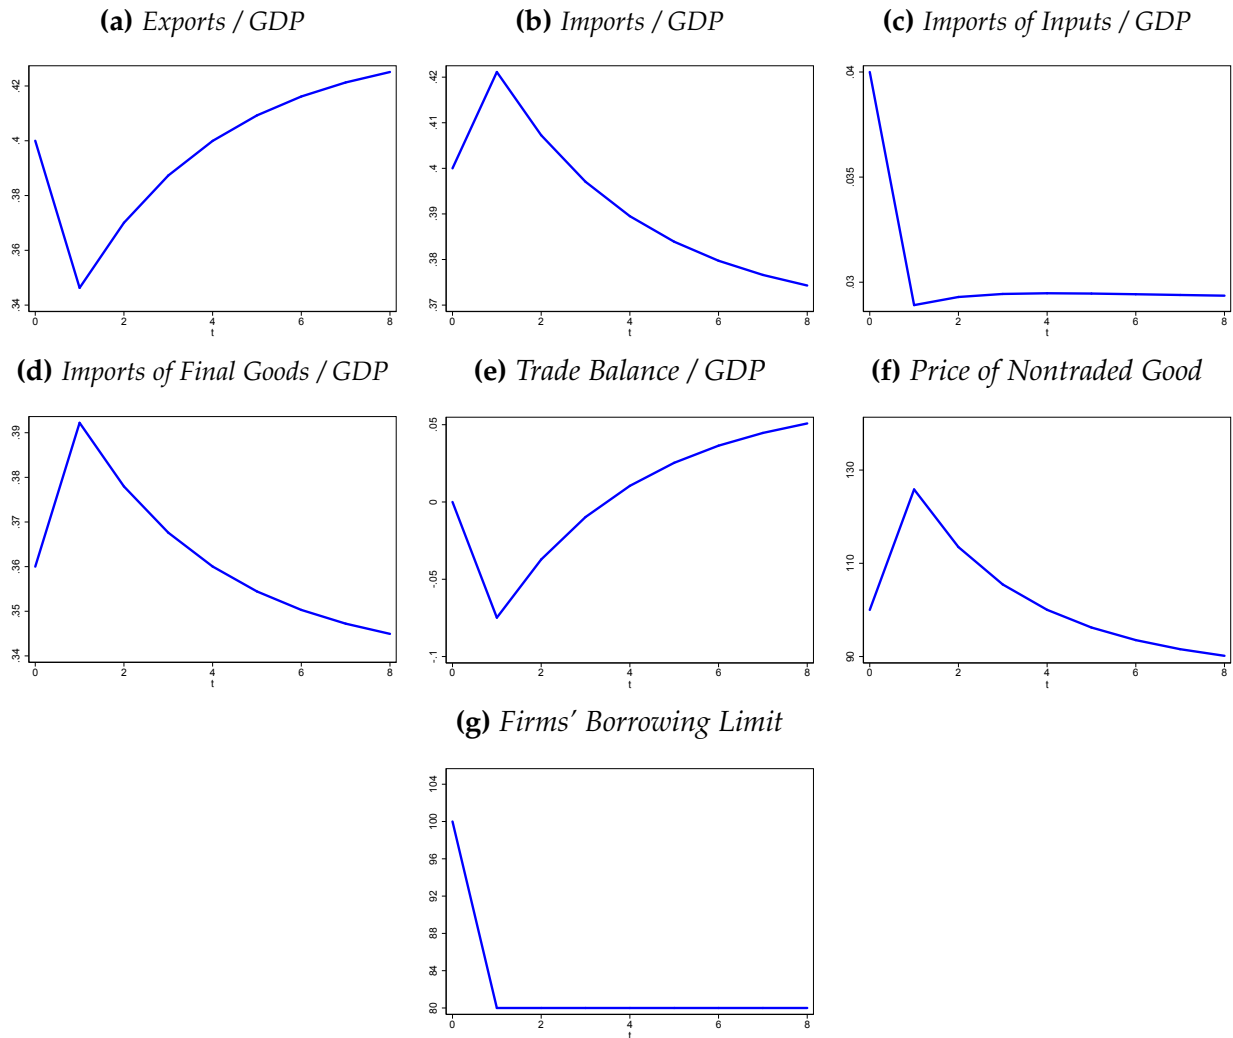 (a) Exports / GDP
(b) Imports / GDP
(c) Imports of Inputs / GDP
.34 .36 .38 .4 .42
0 2 4 6 8
t
.37 .38 .39 .4 .41 .42
0 2 4 6 8
t
.03 .035 .04
0 2 4 6 8
t
(d) Imports of Final Goods / GDP
(e) Trade Balance / GDP
(f) Price of Nontraded Good
.34 .35 .36 .37 .38 .39
0 2 4 6 8
t
-.1 -.05 0 .05
0 2 4 6 8
t
90 110 130
0 2 4 6 8
t
(g) Firms' Borrowing Limit
80 84 88 92 96 100 104
0 2 4 6 8
t